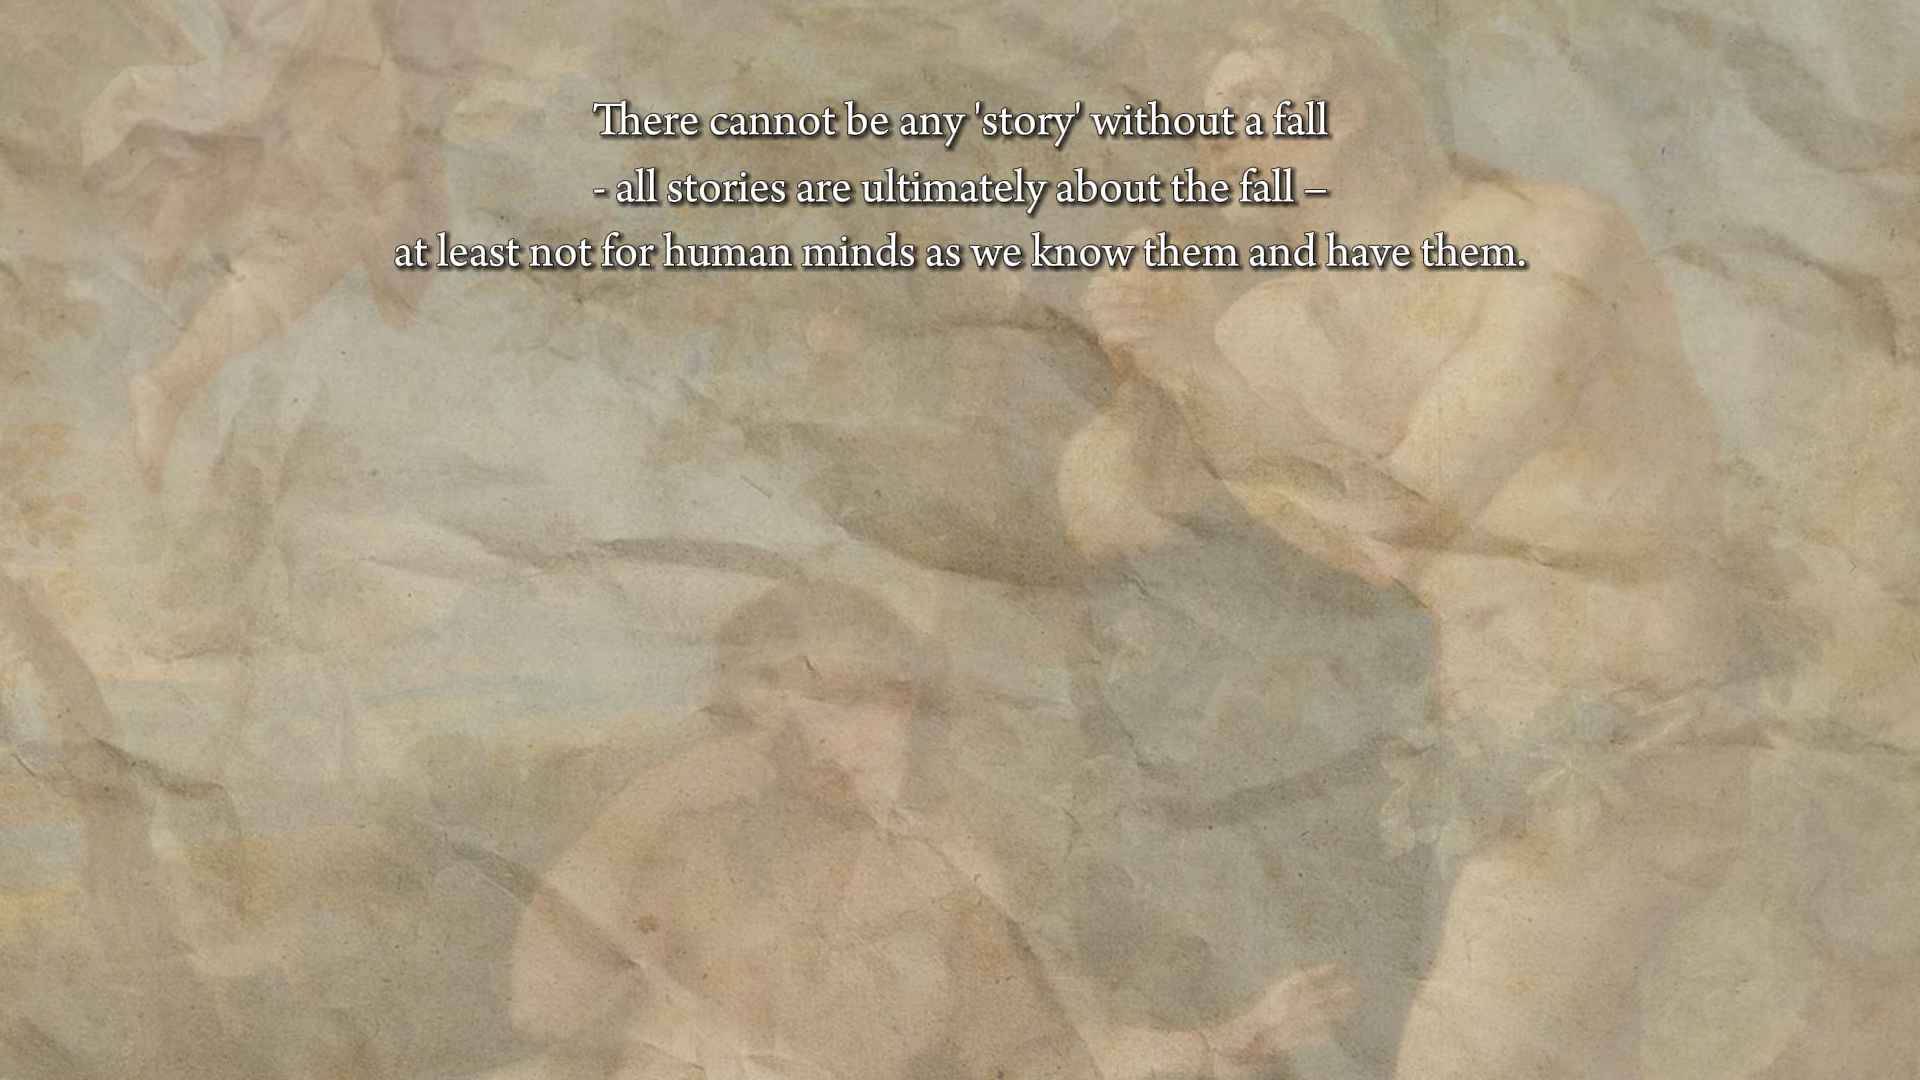 There cannot be any 'story' without a fall
- all stories are ultimately about the fall –
at least not for human minds as we know them and have them.